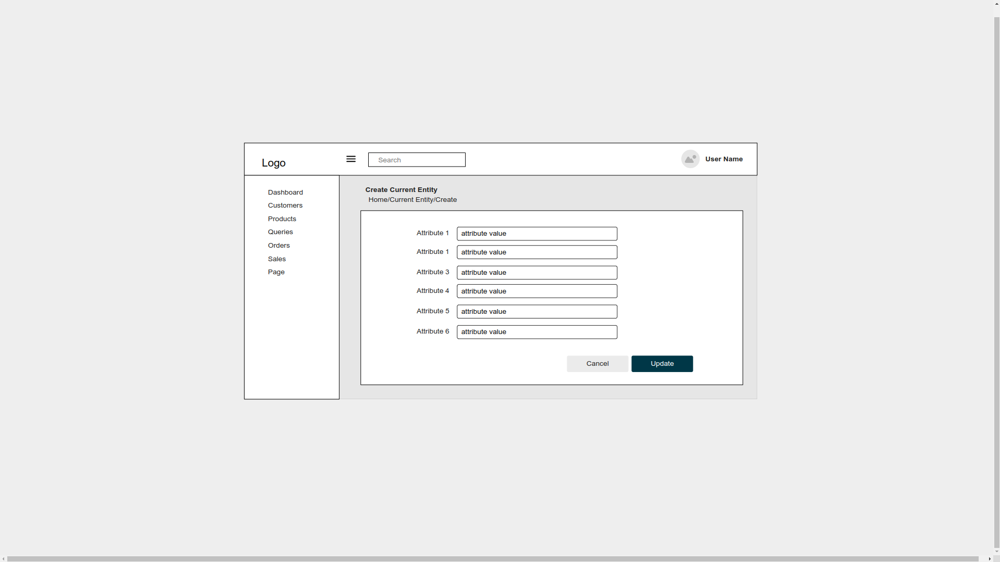 Logo
Search
User Name
Dashboard
Customers
Products
Queries
Orders
Sales
Page
Create Current Entity
Home/Current Entity/Create
Attribute 1 attribute value
Attribute 1 attribute value
Attribute 3 attribute value
Attribute 4 attribute value
Attribute 5 attribute value
Attribute 6 attribute value
Cancel Update